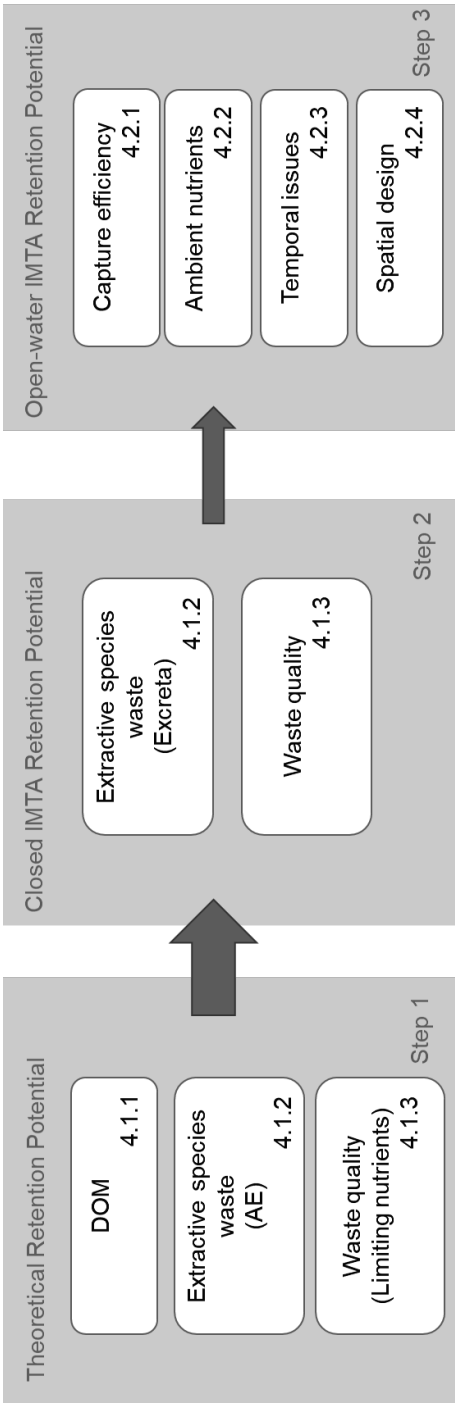 Theoretical Retention Potential
DOM
4.1.1
Extractive species
waste
(AE)
4.1.2
Waste quality
(Limiting nutrients)
4.1.3
Step 1
Closed IMTA Retention Potential
Extractive species
waste
(Excreta)
4.1.2
Waste quality
4.1.3
Step 2
Open-water IMTA Retention Potential
Capture efficiency
4.2.1
Ambient nutrients
4.2.2
Temporal issues
4.2.3
Spatial design
4.2.4
Step 3